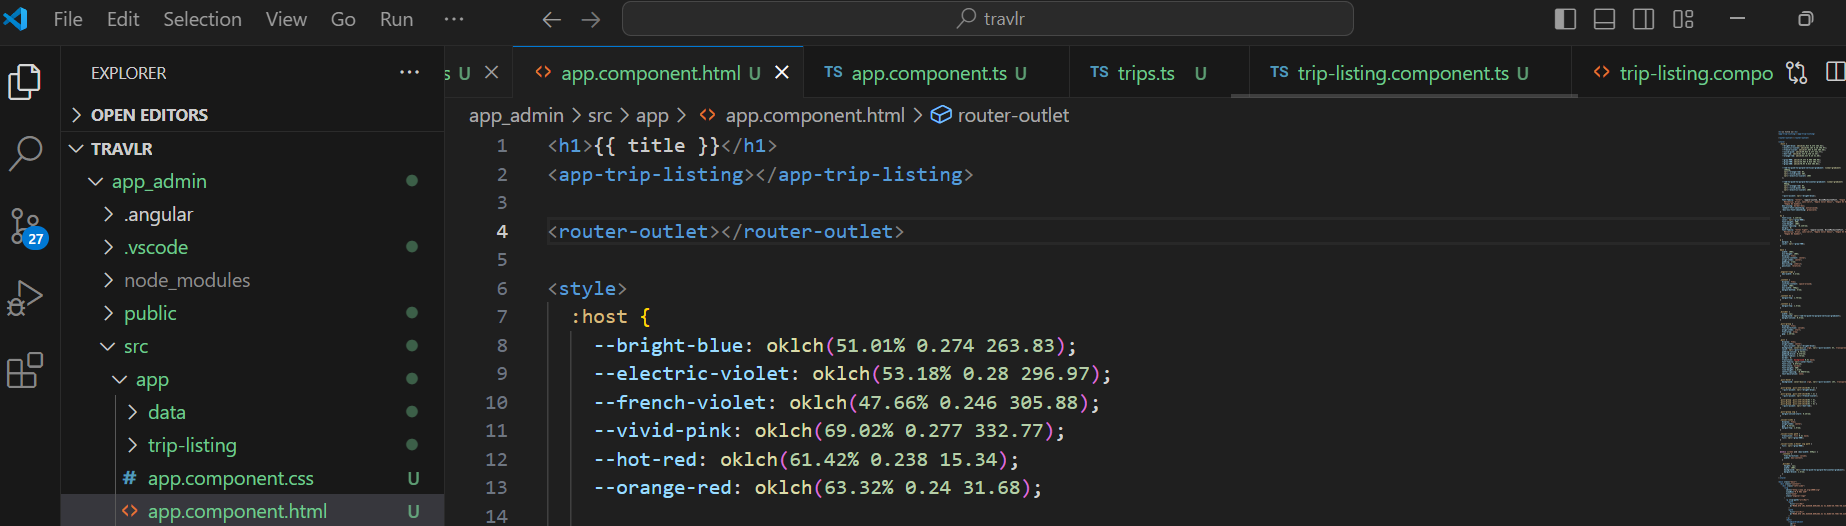 File Edit Selection View Go Run ··· travlr
EXPLORER ···
OPEN EDITORS
TRAVLR
app_admin
.angular
.vscode
node_modules
public
src
app
data
trip-listing
# app.component.css U
<> app.component.html U
27
s U <> app.component.html U TS app.component.ts U TS trips.ts U TS trip-listing.component.ts U <> trip-listing.compo
app_admin > src > app > <> app.component.html > router-outlet
1 <h1>{{ title }}</h1>
2 <app-trip-listing></app-trip-listing>
3
4 <router-outlet></router-outlet>
5
6 <style>
7 :host {
8 --bright-blue: oklch(51.01% 0.274 263.83);
9 --electric-violet: oklch(53.18% 0.28 296.97);
10 --french-violet: oklch(47.66% 0.246 305.88);
11 --vivid-pink: oklch(69.02% 0.277 332.77);
12 --hot-red: oklch(61.42% 0.238 15.34);
13 --orange-red: oklch(63.32% 0.24 31.68);
14